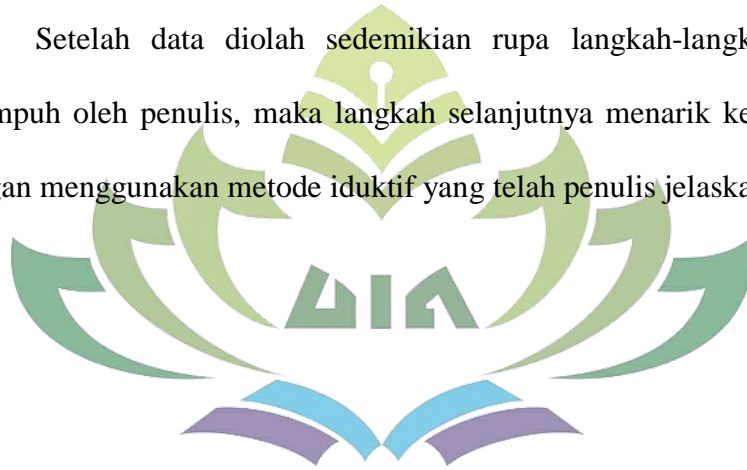 Setelah data diolah sedemikian rupa langkah-langk
mpuh oleh penulis, maka langkah selanjutnya menarik ke
gan menggunakan metode iduktif yang telah penulis jelaska
UIN